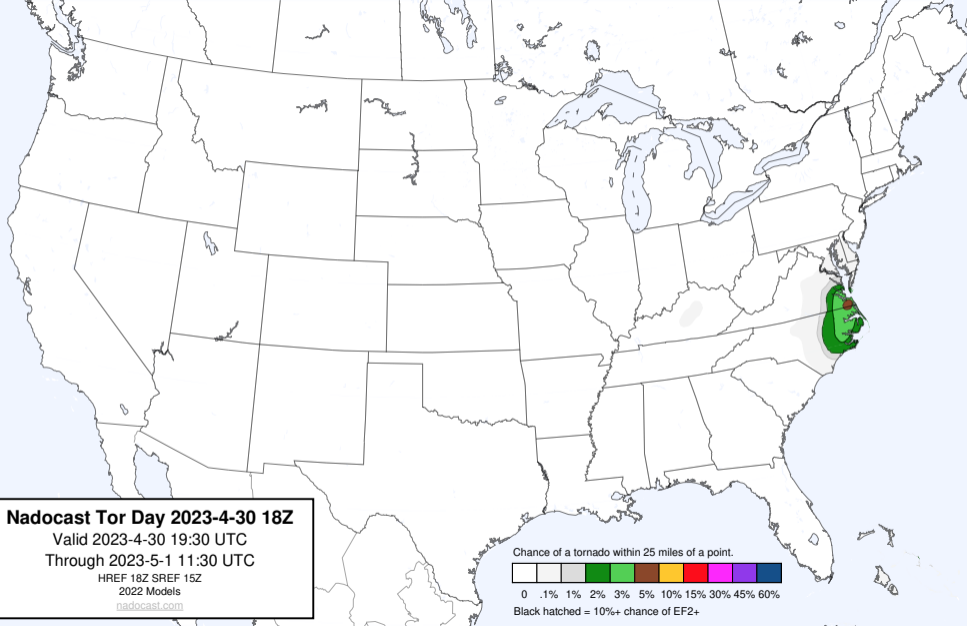 Nadocast Tor Day 2023-4-30 18Z
Valid 2023-4-30 19:30 UTC
Through 2023-5-1 11:30 UTC
HREF 18Z SREF 15Z
2022 Models
nadocast.com
Chance of a tornado within 25 miles of a point.
0 .1% 1% 2% 3% 5% 10% 15% 30% 45% 60%
Black hatched = 10%+ chance of EF2+